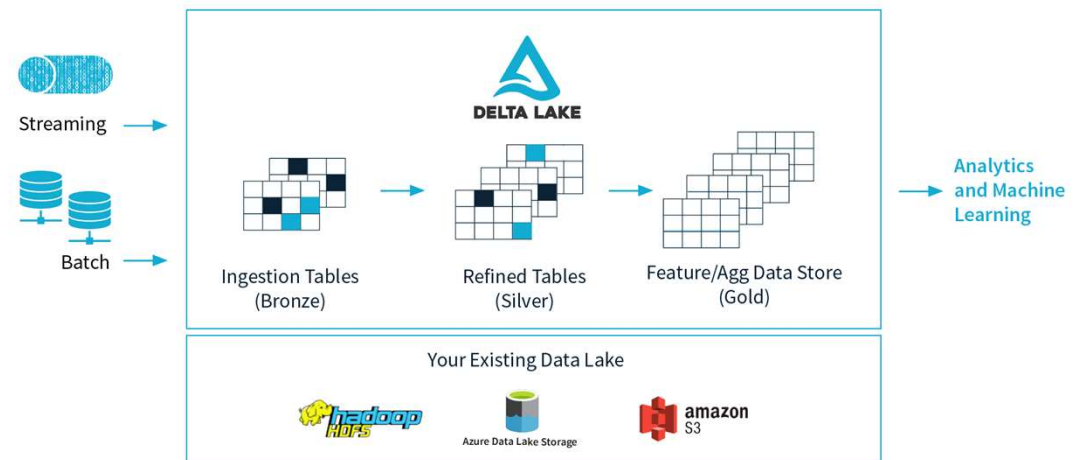 DELTA LAKE
Streaming
Batch
Ingestion Tables
(Bronze)
Refined Tables
(Silver)
Feature/Agg Data Store
(Gold)
Analytics
and Machine
Learning
Your Existing Data Lake
hadoop
HDFS
Azure Data Lake Storage
amazon
S3